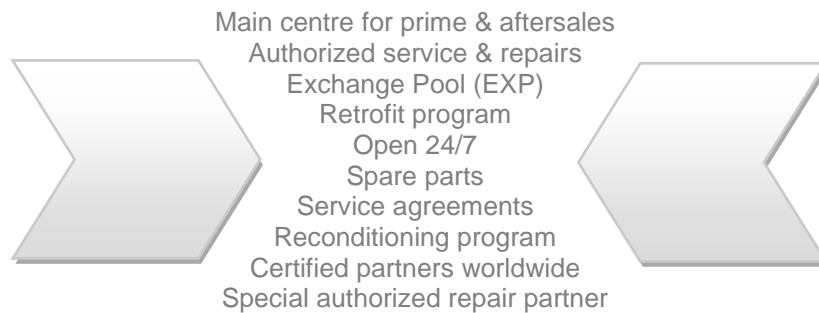 Main centre for prime & aftersales
Authorized service & repairs
Exchange Pool (EXP)
Retrofit program
Open 24/7
Spare parts
Service agreements
Reconditioning program
Certified partners worldwide
Special authorized repair partner